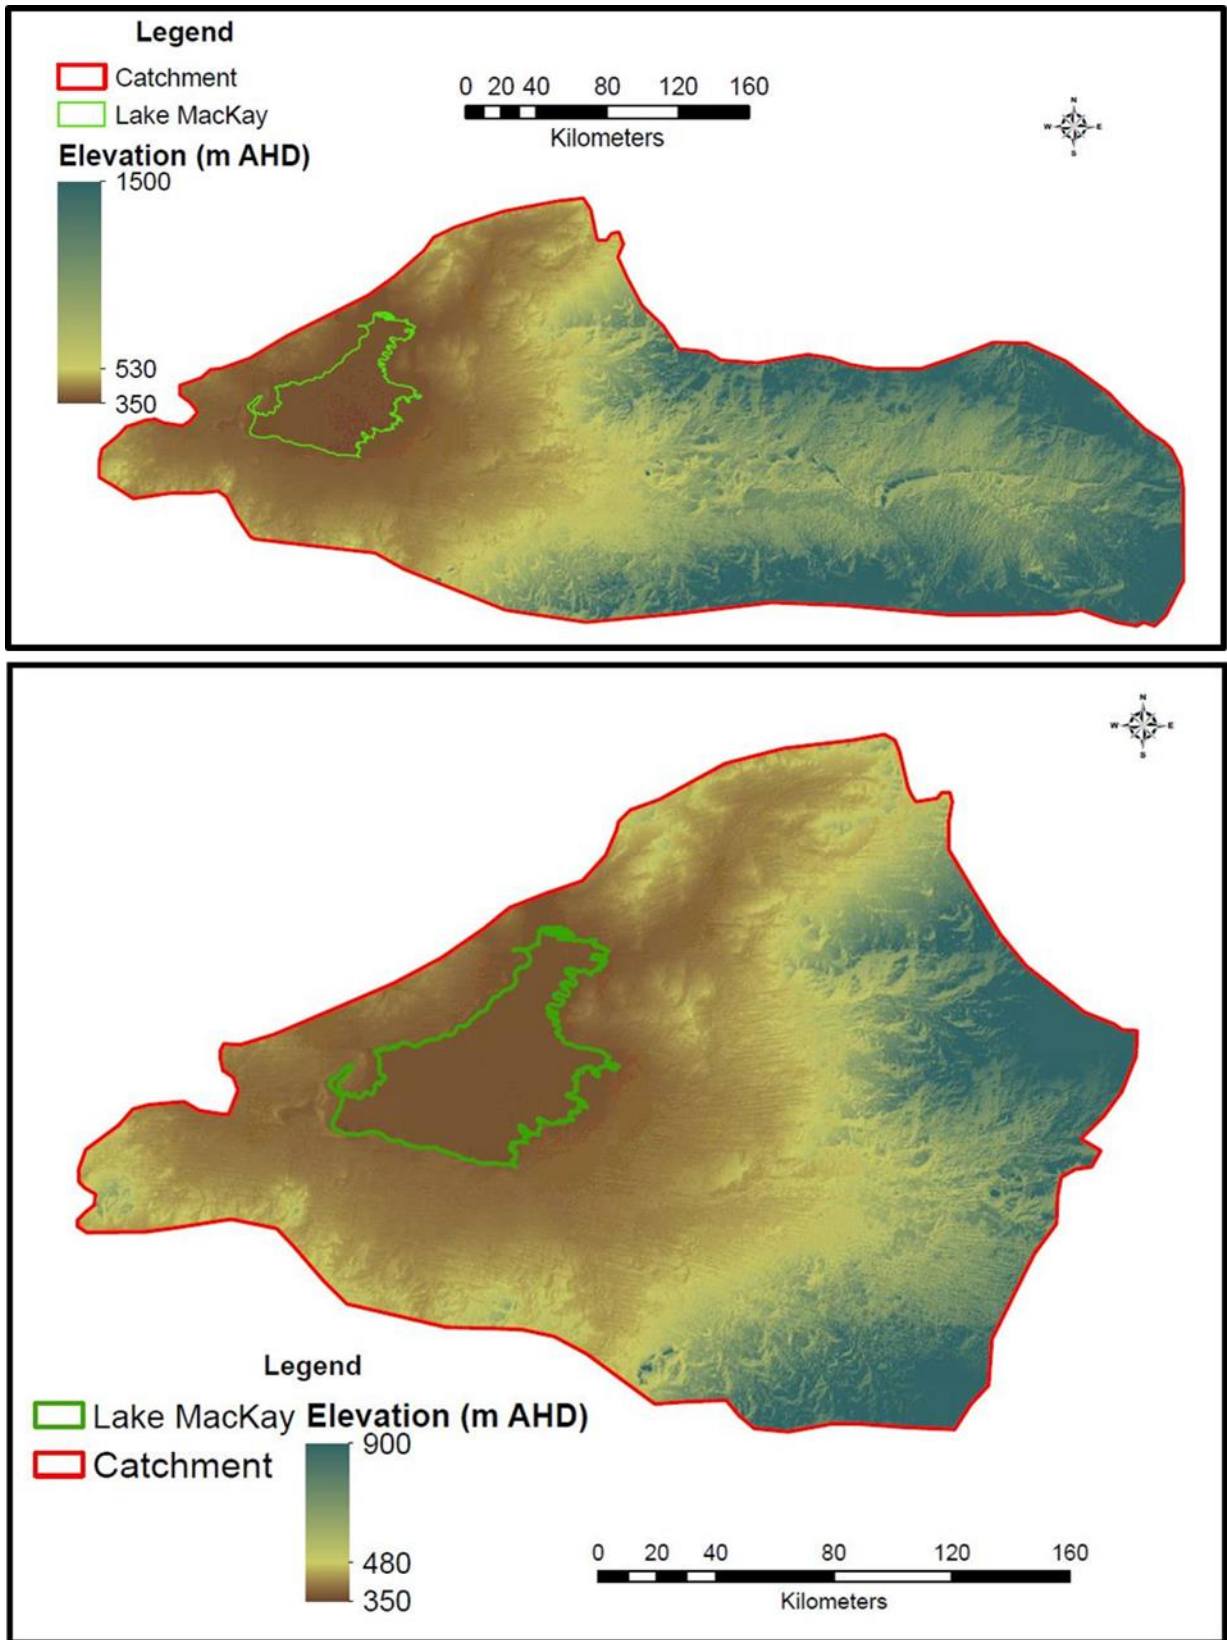 Legend
Catchment
Lake MacKay
Elevation (m AHD)
1500
530
350
0 20 40 80 120 160
Kilometers
N
W E
S
N
W E
S
Legend
Lake MacKay
Catchment
Elevation (m AHD)
900
480
350
0 20 40 80 120 160
Kilometers